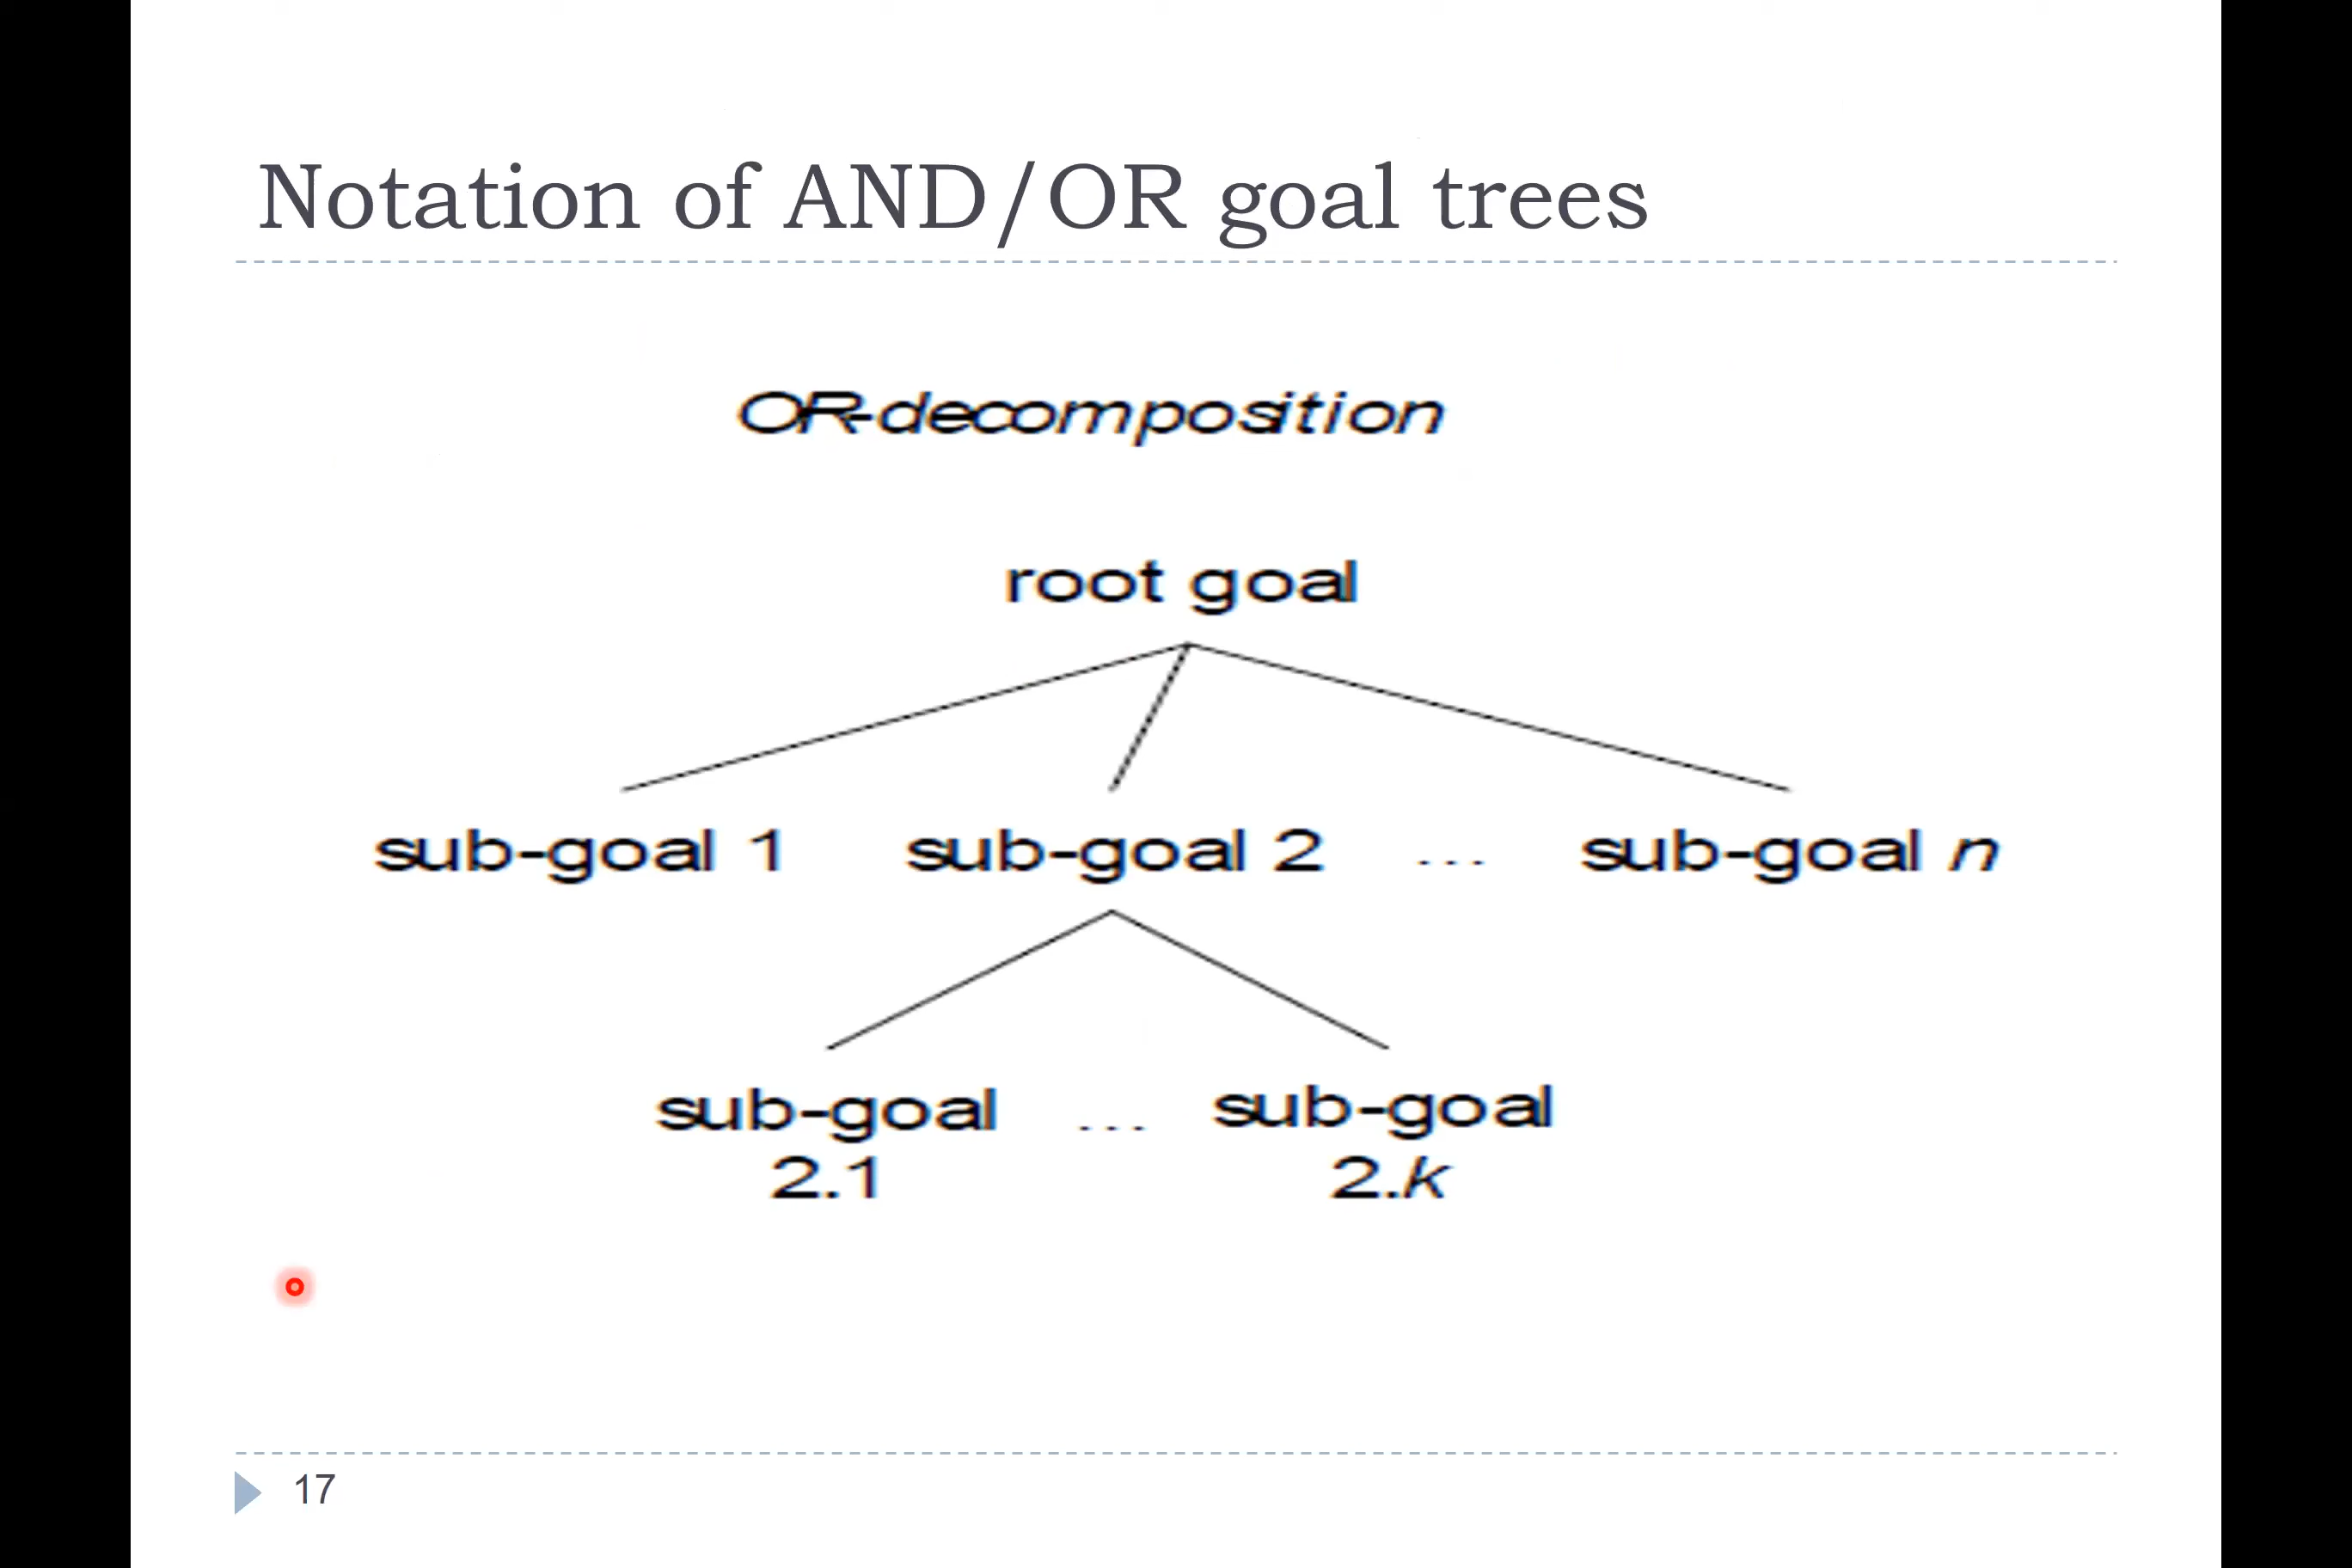 Notation of AND/OR goal trees
OR-decomposition
root goal
sub-goal 1 sub-goal 2 ... sub-goal n
sub-goal ... sub-goal
2.1 2.k
17